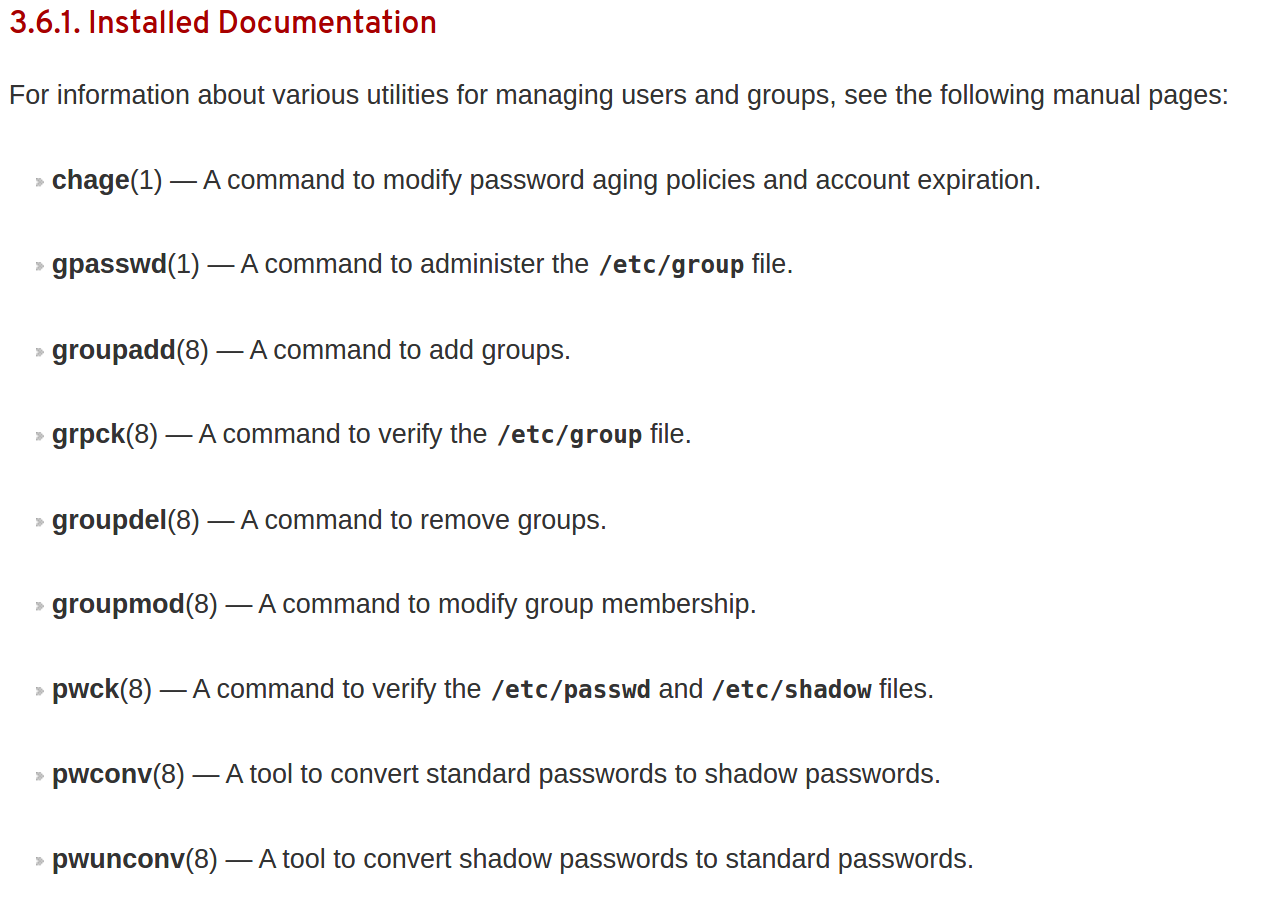 3.6.1. Installed Documentation
For information about various utilities for managing users and groups, see the following manual pages:
chage(1) — A command to modify password aging policies and account expiration.
gpasswd(1) — A command to administer the /etc/group file.
groupadd(8) — A command to add groups.
grpck(8) — A command to verify the /etc/group file.
groupdel(8) — A command to remove groups.
groupmod(8) — A command to modify group membership.
pwck(8) — A command to verify the /etc/passwd and /etc/shadow files.
pwconv(8) — A tool to convert standard passwords to shadow passwords.
pwunconv(8) — A tool to convert shadow passwords to standard passwords.